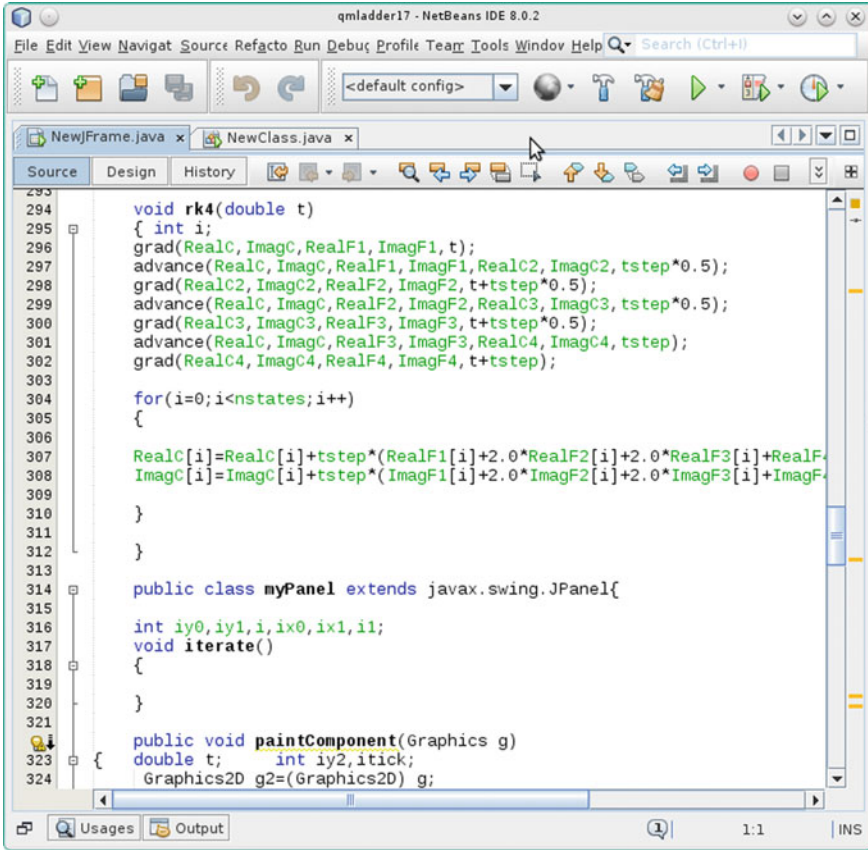 qmladder17 - NetBeans IDE 8.0.2
File Edit View Navigat Source Refacto Run Debug Profile Team Tools Window Help Search (Ctrl+I)
<default config>
NewJFrame.java x NewClass.java x
Source Design History
293
294 void rk4(double t)
295 { int i;
296 grad(RealC,ImagC,RealF1,ImagF1,t);
297 advance(RealC,ImagC,RealF1,ImagF1,RealC2,ImagC2,tstep*0.5);
298 grad(RealC2,ImagC2,RealF2,ImagF2,t+tstep*0.5);
299 advance(RealC,ImagC,RealF2,ImagF2,RealC3,ImagC3,tstep*0.5);
300 grad(RealC3,ImagC3,RealF3,ImagF3,t+tstep*0.5);
301 advance(RealC,ImagC,RealF3,ImagF3,RealC4,ImagC4,tstep);
302 grad(RealC4,ImagC4,RealF4,ImagF4,t+tstep);
303
304 for(i=0;i<nstates;i++)
305 {
306
307 RealC[i]=RealC[i]+tstep*(RealF1[i]+2.0*RealF2[i]+2.0*RealF3[i]+RealF4
308 ImagC[i]=ImagC[i]+tstep*(ImagF1[i]+2.0*ImagF2[i]+2.0*ImagF3[i]+ImagF4
309
310 }
311
312 }
313
314 public class myPanel extends javax.swing.JPanel{
315
316 int iy0,iy1,i,ix0,ix1,i1;
317 void iterate()
318 {
319
320 }
321
public void paintComponent(Graphics g)
323 { double t; int iy2,itick;
324 Graphics2D g2=(Graphics2D) g;
Usages Output 1 1:1 INS